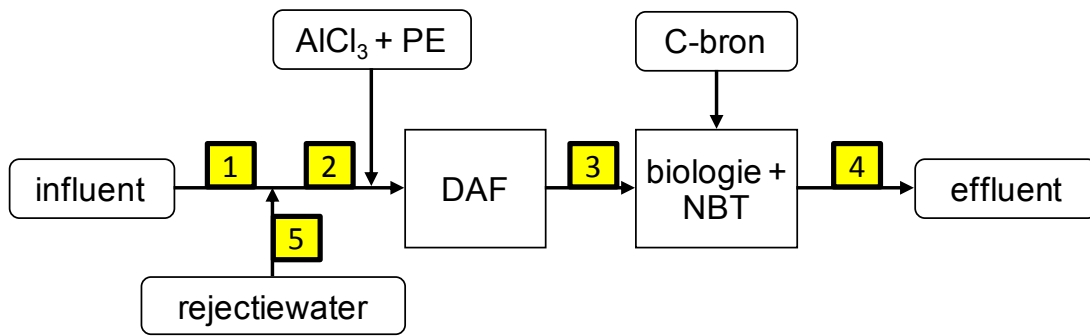 AlCl₃ + PE
C-bron
1
2
3
4
influent
DAF
biologie +
NBT
effluent
5
rejectiewater